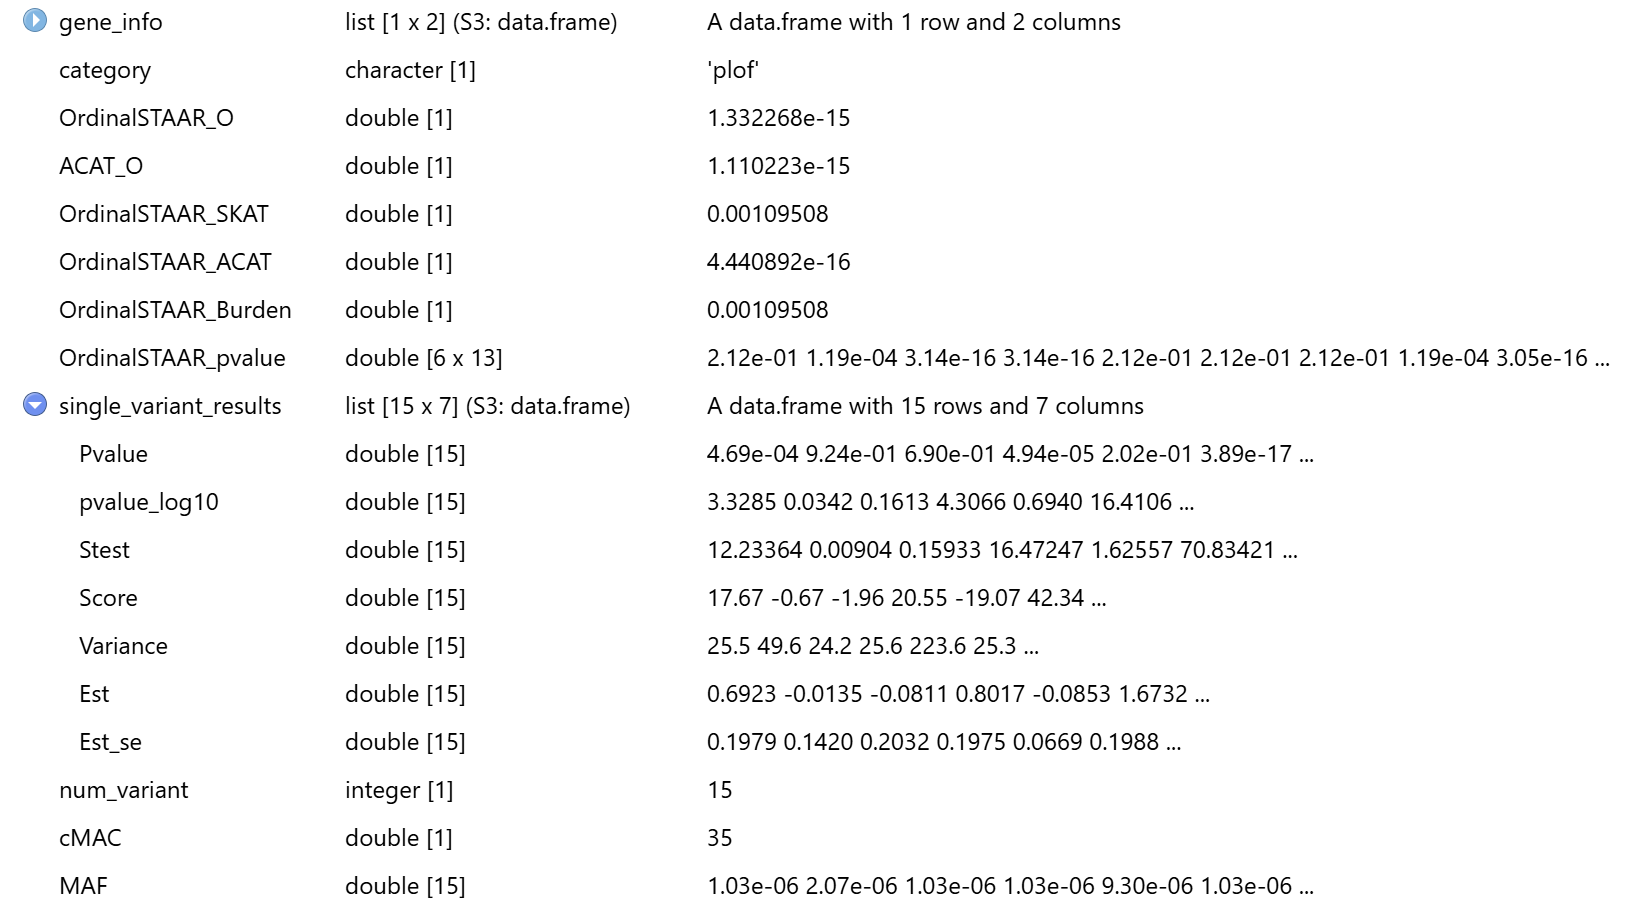 gene_info list [1 x 2] (S3: data.frame) A data.frame with 1 row and 2 columns
category character [1] 'plof'
OrdinalSTAAR_O double [1] 1.332268e-15
ACAT_O double [1] 1.110223e-15
OrdinalSTAAR_SKAT double [1] 0.00109508
OrdinalSTAAR_ACAT double [1] 4.440892e-16
OrdinalSTAAR_Burden double [1] 0.00109508
OrdinalSTAAR_pvalue double [6 x 13] 2.12e-01 1.19e-04 3.14e-16 3.14e-16 2.12e-01 2.12e-01 2.12e-01 1.19e-04 3.05e-16 ...
single_variant_results list [15 x 7] (S3: data.frame) A data.frame with 15 rows and 7 columns
Pvalue double [15] 4.69e-04 9.24e-01 6.90e-01 4.94e-05 2.02e-01 3.89e-17 ...
pvalue_log10 double [15] 3.3285 0.0342 0.1613 4.3066 0.6940 16.4106 ...
Stest double [15] 12.23364 0.00904 0.15933 16.47247 1.62557 70.83421 ...
Score double [15] 17.67 -0.67 -1.96 20.55 -19.07 42.34 ...
Variance double [15] 25.5 49.6 24.2 25.6 223.6 25.3 ...
Est double [15] 0.6923 -0.0135 -0.0811 0.8017 -0.0853 1.6732 ...
Est_se double [15] 0.1979 0.1420 0.2032 0.1975 0.0669 0.1988 ...
num_variant integer [1] 15
cMAC double [1] 35
MAF double [15] 1.03e-06 2.07e-06 1.03e-06 1.03e-06 9.30e-06 1.03e-06 ...